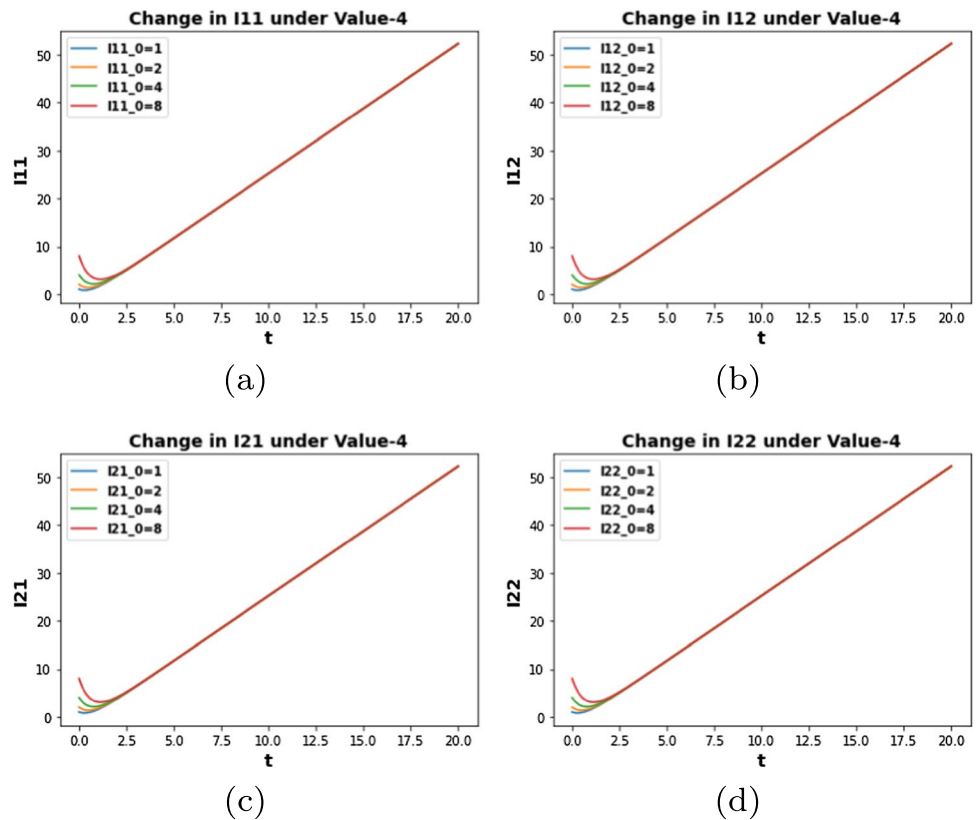 Change in I11 under Value-4
I11_0=1
I11_0=2
I11_0=4
I11_0=8
50
40
30
20
10
0
I11
0.0 2.5 5.0 7.5 10.0 12.5 15.0 17.5 20.0
t
(a)
Change in I12 under Value-4
I12_0=1
I12_0=2
I12_0=4
I12_0=8
50
40
30
20
10
0
I12
0.0 2.5 5.0 7.5 10.0 12.5 15.0 17.5 20.0
t
(b)
Change in I21 under Value-4
I21_0=1
I21_0=2
I21_0=4
I21_0=8
50
40
30
20
10
0
I21
0.0 2.5 5.0 7.5 10.0 12.5 15.0 17.5 20.0
t
(c)
Change in I22 under Value-4
I22_0=1
I22_0=2
I22_0=4
I22_0=8
50
40
30
20
10
0
I22
0.0 2.5 5.0 7.5 10.0 12.5 15.0 17.5 20.0
t
(d)